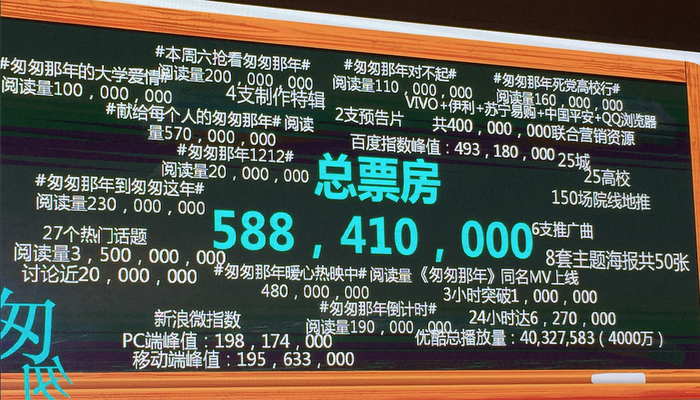 #本周六抢看匆匆那年#
阅读量200，000，000
#匆匆那年的大学爱情#
阅读量100，000，000
4支制作特辑
#匆匆那年对不起#
阅读量110，000，000
#匆匆那年死党高校行#
阅读量160，000，000
VIVO+伊利+苏宁易购+中国平安+QQ浏览器
共400，000，000联合营销资源
#献给每个人的匆匆那年# 阅读
量570，000，000
2支预告片
百度指数峰值：493，180，000
#匆匆那年1212#
阅读量20，000，000
25城
25高校
150场院线地推
#匆匆那年到匆匆这年#
阅读量230，000，000
总票房
588，410，000
6支推广曲
8套主题海报共50张
27个热门话题
阅读量3，500，000，000
讨论近20，000，000
#匆匆那年暖心热映中# 阅读量
480，000，000
《匆匆那年》同名MV上线
3小时突破1，000，000
24小时达6，270，000
优酷总播放量：40,327,583（4000万）
#匆匆那年倒计时#
阅读量190，000，000
新浪微指数
PC端峰值：198，174，000
移动端峰值：195，633，000
匆